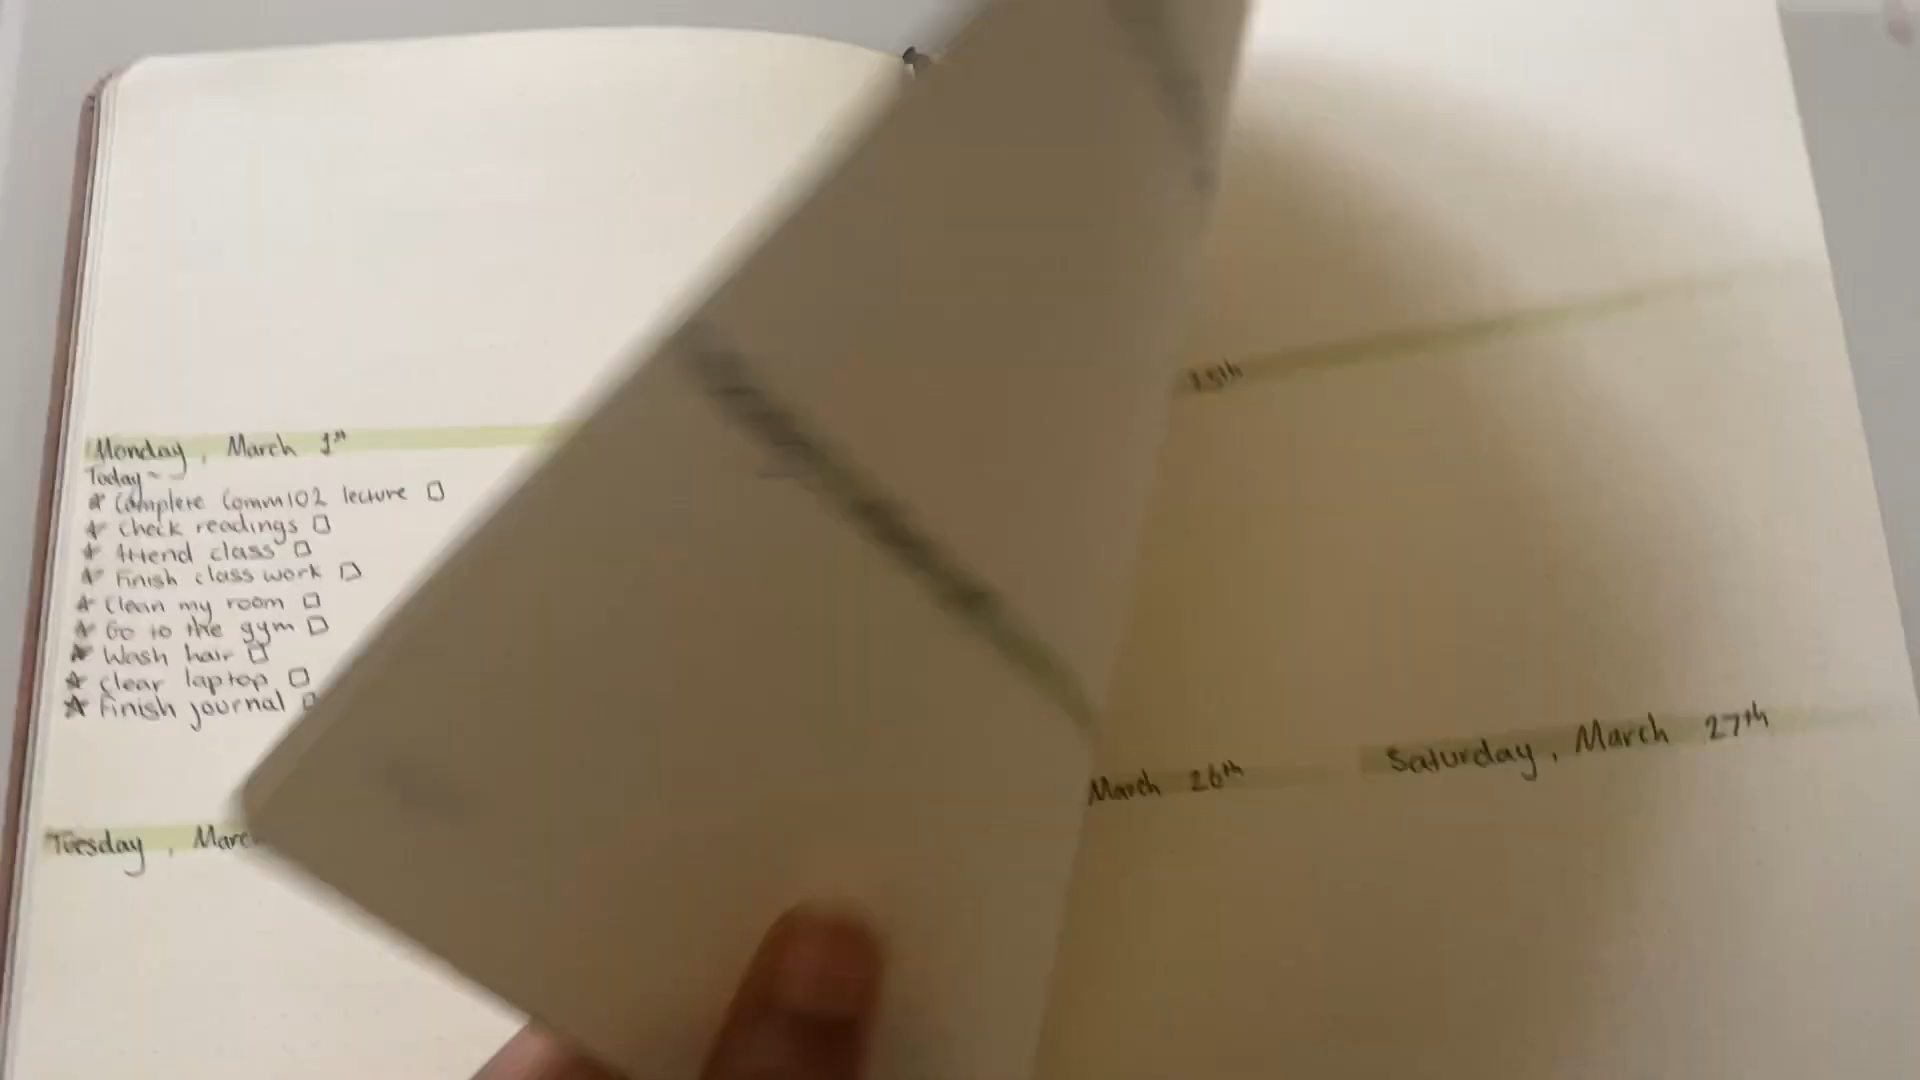 Monday, March 1st
Today~
Complete Comm102 lecture
Check readings
Attend class
Finish class work
Clean my room
Go to the gym
Wash hair
Clear laptop
Finish journal
Tuesday, Marc
25th
March 26th
Saturday, March 27th